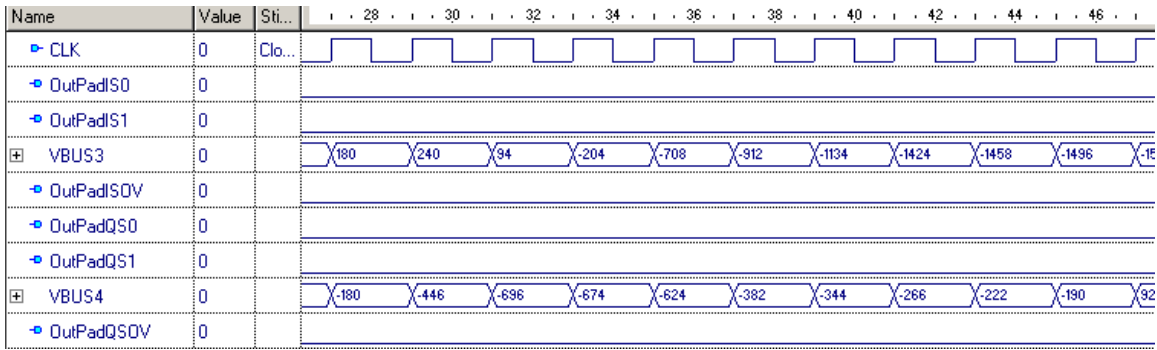 Name Value Sti... 28 30 32 34 36 38 40 42 44 46
CLK 0 Clo...
OutPadIS0 0
OutPadIS1 0
VBUS3 0 180 240 94 -204 -708 -912 -1134 -1424 -1458 -1496 -15
OutPadISOV 0
OutPadQS0 0
OutPadQS1 0
VBUS4 0 -180 -446 -696 -674 -624 -382 -344 -266 -222 -190 92
OutPadQSOV 0